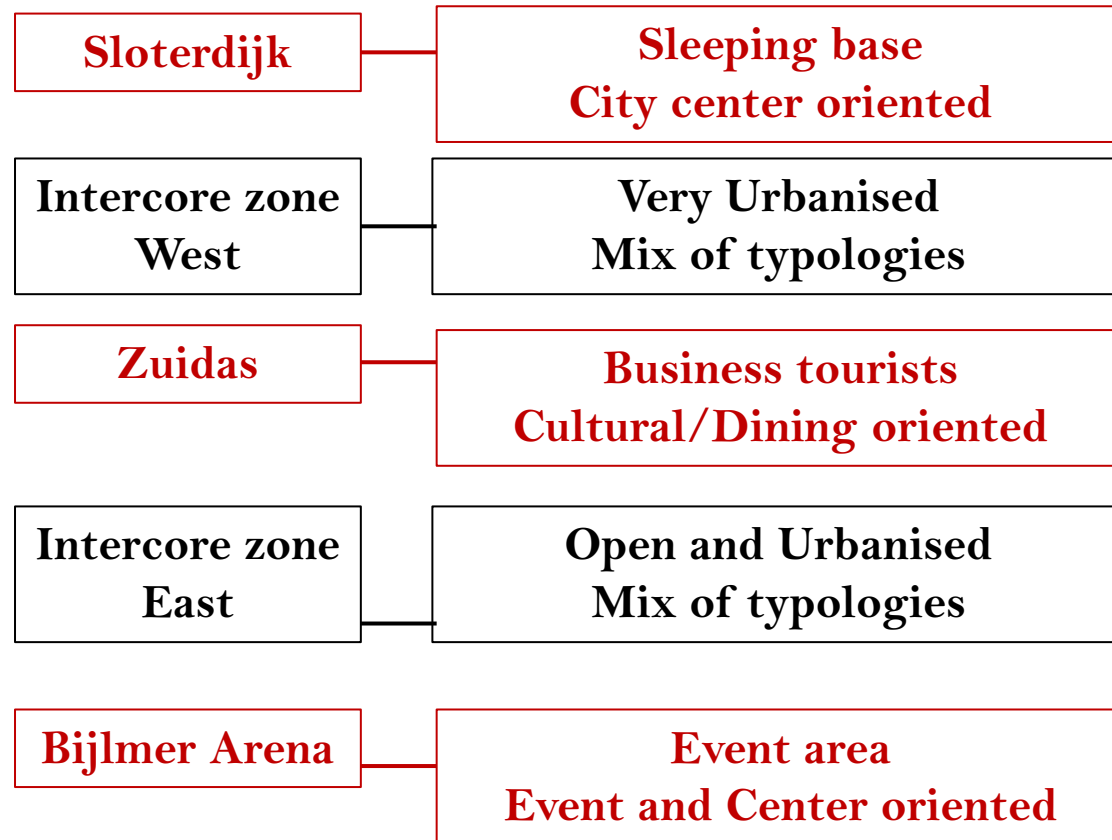 Sloterdijk
Sleeping base
City center oriented
Intercore zone
West
Very Urbanised
Mix of typologies
Zuidas
Business tourists
Cultural/Dining oriented
Intercore zone
East
Open and Urbanised
Mix of typologies
Bijlmer Arena
Event area
Event and Center oriented